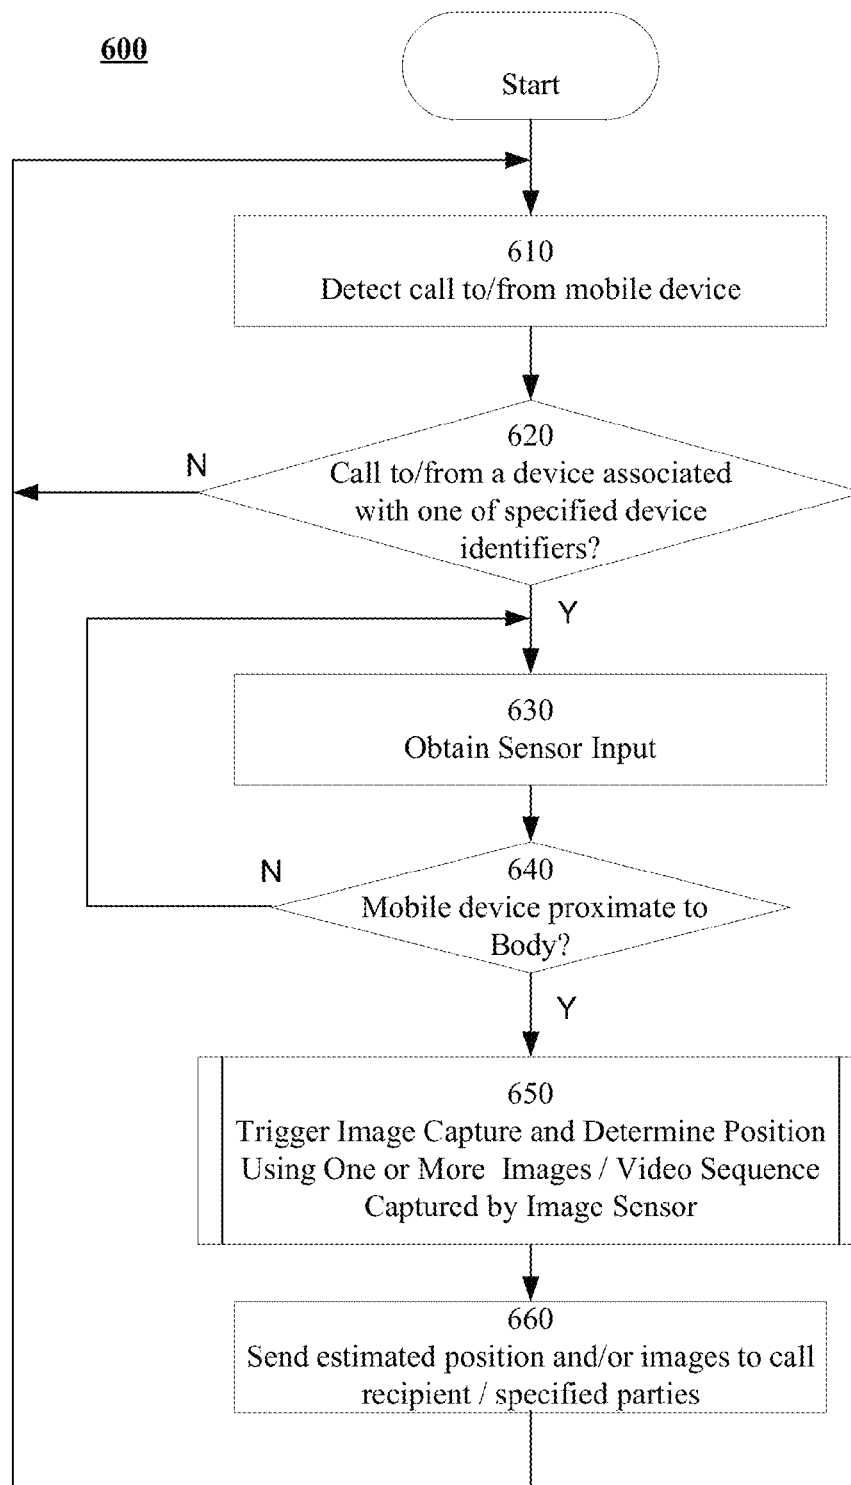 600
Start
610
Detect call to/from mobile device
620
N
Call to/from a device associated
with one of specified device
identifiers?
Y
630
Obtain Sensor Input
N
640
Mobile device proximate to
Body?
Y
650
Trigger Image Capture and Determine Position
Using One or More Images / Video Sequence
Captured by Image Sensor
660
Send estimated position and/or images to call
recipient / specified parties